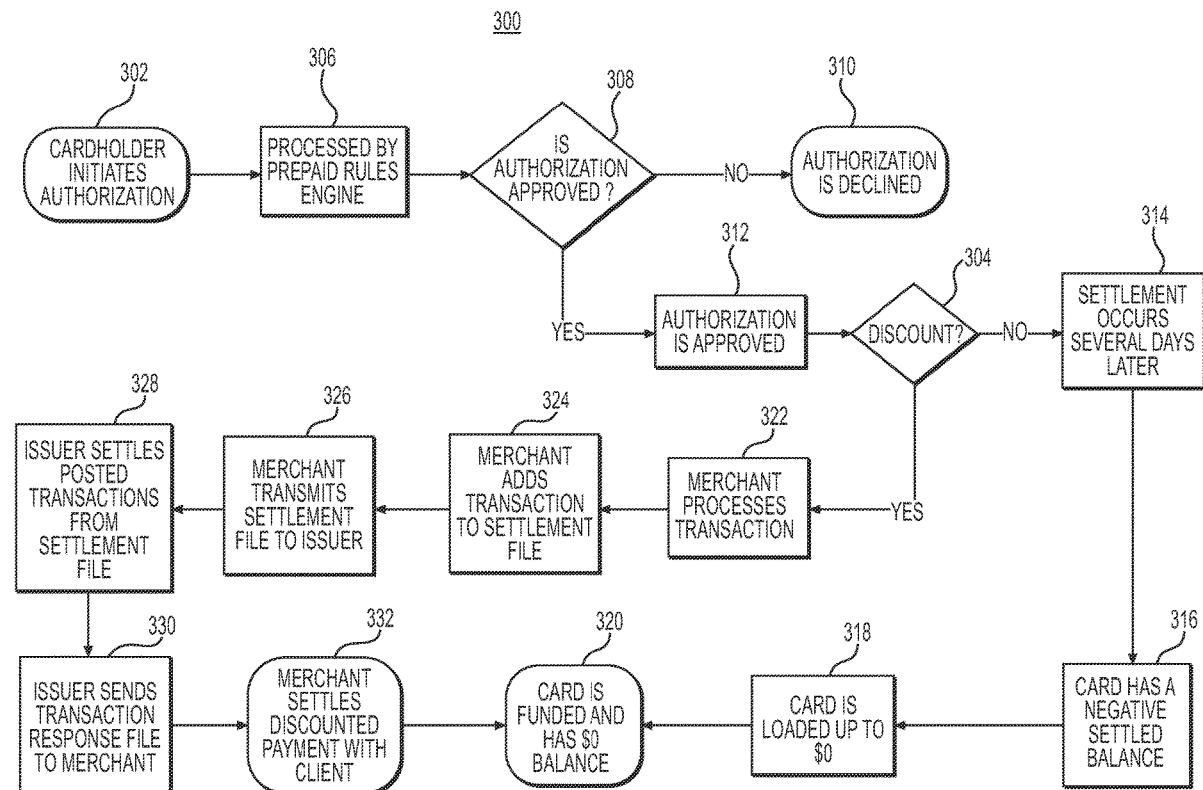 300
302
CARDHOLDER
INITIATES
AUTHORIZATION
306
PROCESSED BY
PREPAID RULES
ENGINE
308
IS
AUTHORIZATION
APPROVED ?
NO
310
AUTHORIZATION
IS DECLINED
YES
312
AUTHORIZATION
IS APPROVED
304
DISCOUNT?
NO
314
SETTLEMENT
OCCURS
SEVERAL DAYS
LATER
YES
322
MERCHANT
PROCESSES
TRANSACTION
324
MERCHANT
ADDS
TRANSACTION
TO SETTLEMENT
FILE
326
MERCHANT
TRANSMITS
SETTLEMENT
FILE TO ISSUER
328
ISSUER SETTLES
POSTED
TRANSACTIONS
FROM
SETTLEMENT
FILE
330
ISSUER SENDS
TRANSACTION
RESPONSE FILE
TO MERCHANT
332
MERCHANT
SETTLES
DISCOUNTED
PAYMENT WITH
CLIENT
320
CARD IS
FUNDED AND
HAS $0
BALANCE
318
CARD IS
LOADED UP TO
$0
316
CARD HAS A
NEGATIVE
SETTLED
BALANCE